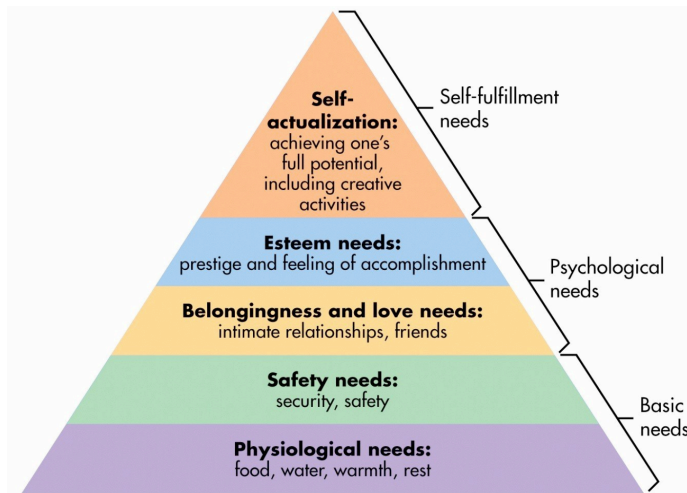 Self-
actualization:
achieving one's
full potential,
including creative
activities
Self-fulfillment
needs
Esteem needs:
prestige and feeling of accomplishment
Psychological
needs
Belongingness and love needs:
intimate relationships, friends
Safety needs:
security, safety
Basic
needs
Physiological needs:
food, water, warmth, rest